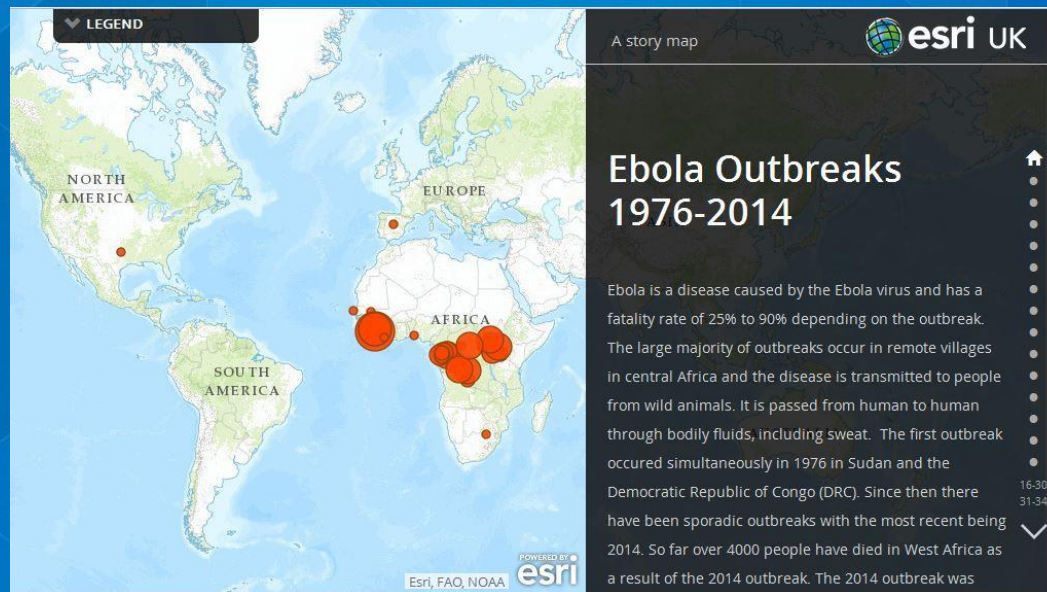 LEGEND
NORTH
AMERICA
EUROPE
AFRICA
SOUTH
AMERICA
POWERED BY
esri
Esri, FAO, NOAA
A story map
esri UK
Ebola Outbreaks
1976-2014
Ebola is a disease caused by the Ebola virus and has a
fatality rate of 25% to 90% depending on the outbreak.
The large majority of outbreaks occur in remote villages
in central Africa and the disease is transmitted to people
from wild animals. It is passed from human to human
through bodily fluids, including sweat. The first outbreak
occured simultaneously in 1976 in Sudan and the
Democratic Republic of Congo (DRC). Since then there
have been sporadic outbreaks with the most recent being
2014. So far over 4000 people have died in West Africa as
a result of the 2014 outbreak. The 2014 outbreak was
16-30
31-34